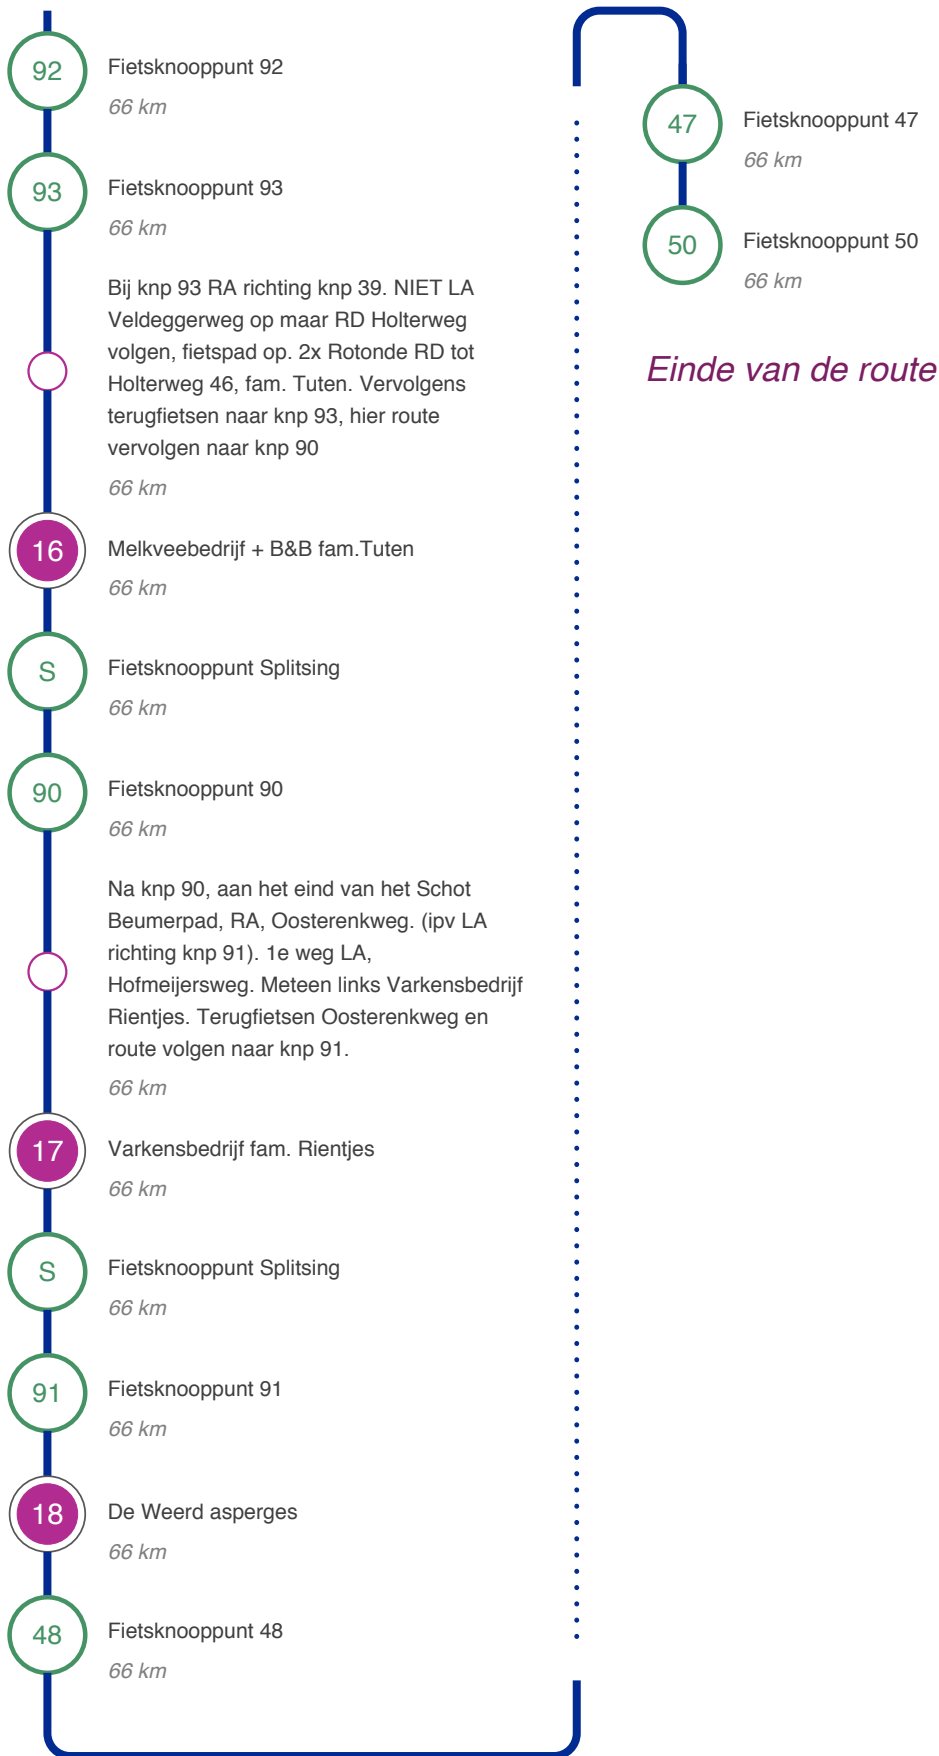 92
Fietsknooppunt 92
66 km
93
Fietsknooppunt 93
66 km
Bij knp 93 RA richting knp 39. NIET LA
Veldeggerweg op maar RD Holterweg
volgen, fietspad op. 2x Rotonde RD tot
Holterweg 46, fam. Tuten. Vervolgens
terugfietsen naar knp 93, hier route
vervolgen naar knp 90
66 km
16
Melkveebedrijf + B&B fam.Tuten
66 km
S
Fietsknooppunt Splitsing
66 km
90
Fietsknooppunt 90
66 km
Na knp 90, aan het eind van het Schot
Beumerpad, RA, Oosterenkweg. (ipv LA
richting knp 91). 1e weg LA,
Hofmeijersweg. Meteen links Varkensbedrijf
Rientjes. Terugfietsen Oosterenkweg en
route volgen naar knp 91.
66 km
17
Varkensbedrijf fam. Rientjes
66 km
S
Fietsknooppunt Splitsing
66 km
91
Fietsknooppunt 91
66 km
18
De Weerd asperges
66 km
48
Fietsknooppunt 48
66 km
47
Fietsknooppunt 47
66 km
50
Fietsknooppunt 50
66 km
Einde van de route